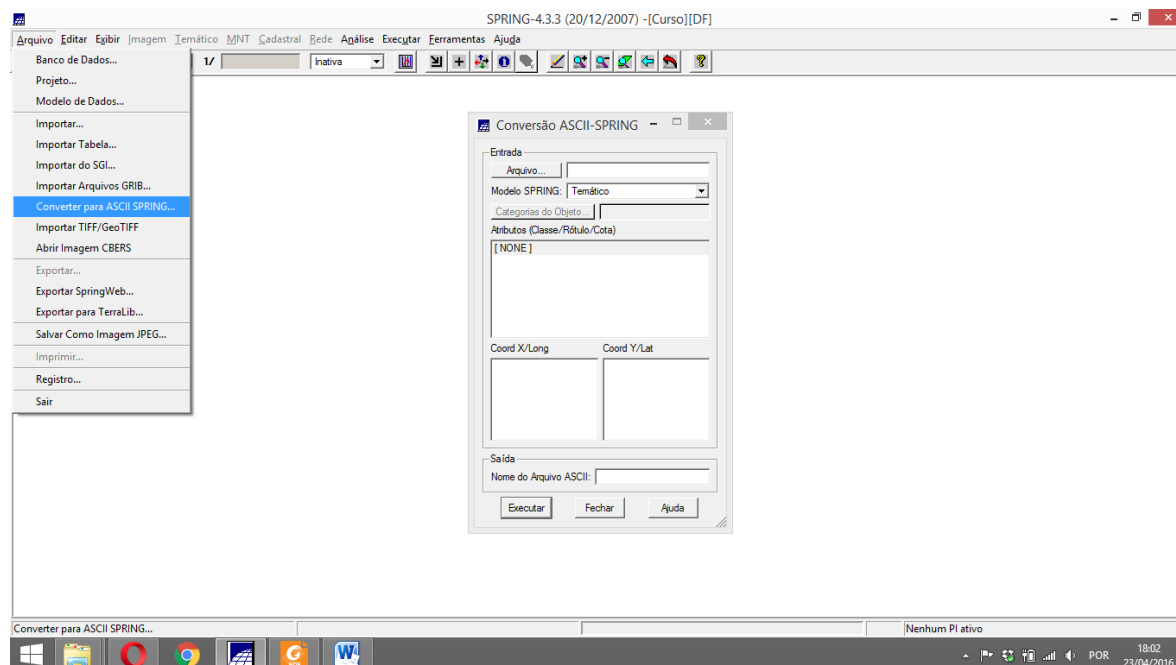 SPRING-4.3.3 (20/12/2007) -[Curso][DF]
Arquivo Editar Exibir Imagem Temático MNT Cadastral Rede Análise Executar Ferramentas Ajuda
1/ Inativa
Banco de Dados...
Projeto...
Modelo de Dados...
Importar...
Importar Tabela...
Importar do SGI...
Importar Arquivos GRIB...
Converter para ASCII SPRING...
Importar TIFF/GeoTIFF
Abrir Imagem CBERS
Exportar...
Exportar SpringWeb...
Exportar para TerraLib...
Salvar Como Imagem JPEG...
Imprimir...
Registro...
Sair
Conversão ASCII-SPRING
Entrada
Arquivo...
Modelo SPRING: Temático
Categorias do Objeto...
Atributos (Classe/Rótulo/Cota)
[ NONE ]
Coord X/Long Coord Y/Lat
Saída
Nome do Arquivo ASCII:
Executar Fechar Ajuda
Converter para ASCII SPRING... Nenhum PI ativo
POR 18:02
23/04/2016